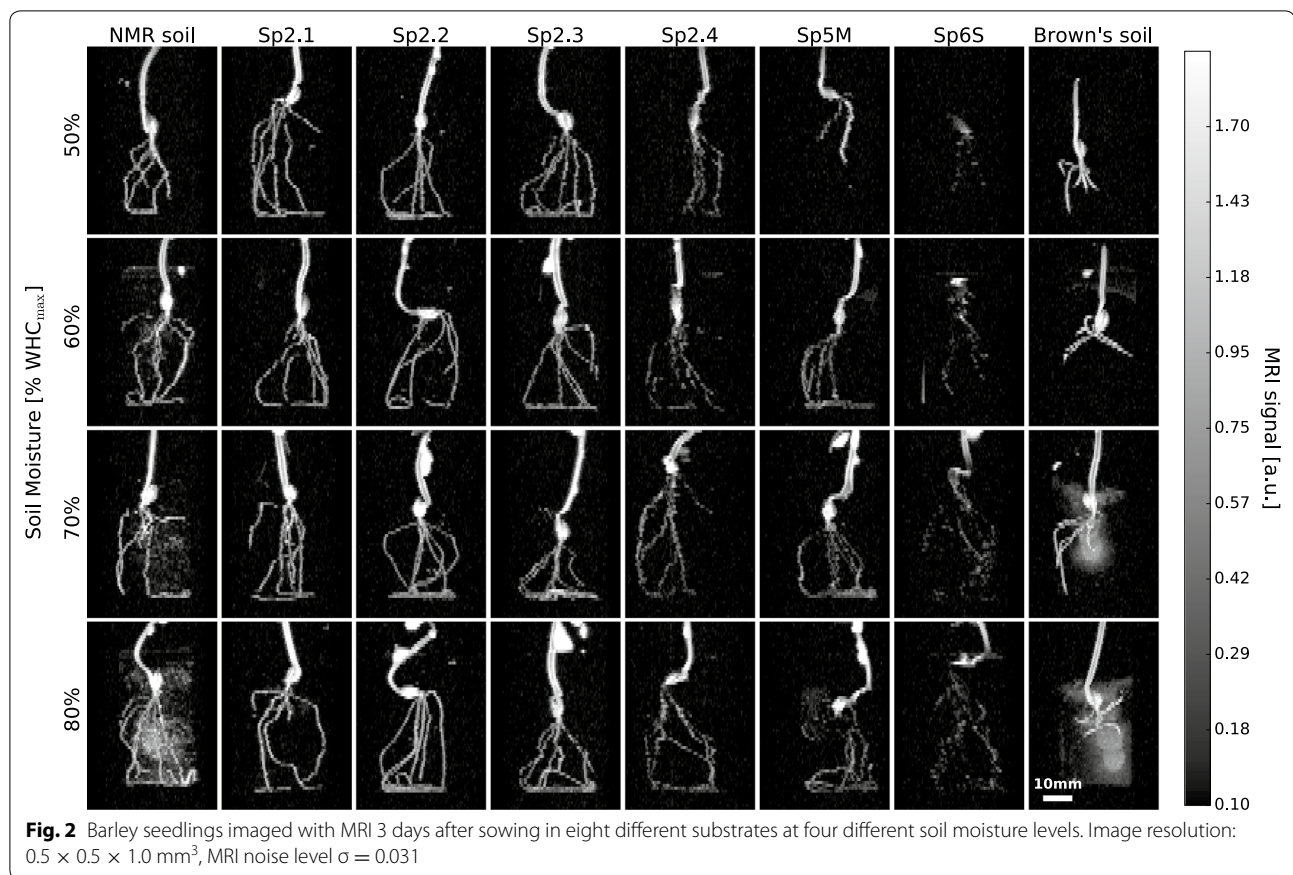 NMR soil Sp2.1 Sp2.2 Sp2.3 Sp2.4 Sp5M Sp6S Brown's soil
50%
60%
70%
80%
Soil Moisture [% WHCmax]
10mm
1.70
1.43
1.18
0.95
0.75
0.57
0.42
0.29
0.18
0.10
MRI signal [a.u.]
Fig. 2 Barley seedlings imaged with MRI 3 days after sowing in eight different substrates at four different soil moisture levels. Image resolution:
0.5 × 0.5 × 1.0 mm³, MRI noise level σ = 0.031